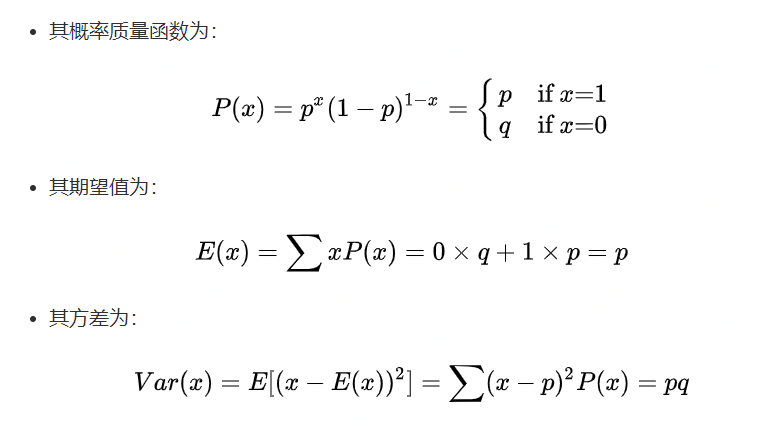 • 其概率质量函数为：
P(x) = p^x (1 − p)^{1−x} = { p if x=1
q if x=0
• 其期望值为：
E(x) = ∑ xP(x) = 0 × q + 1 × p = p
• 其方差为：
Var(x) = E[(x − E(x))²] = ∑(x − p)² P(x) = pq